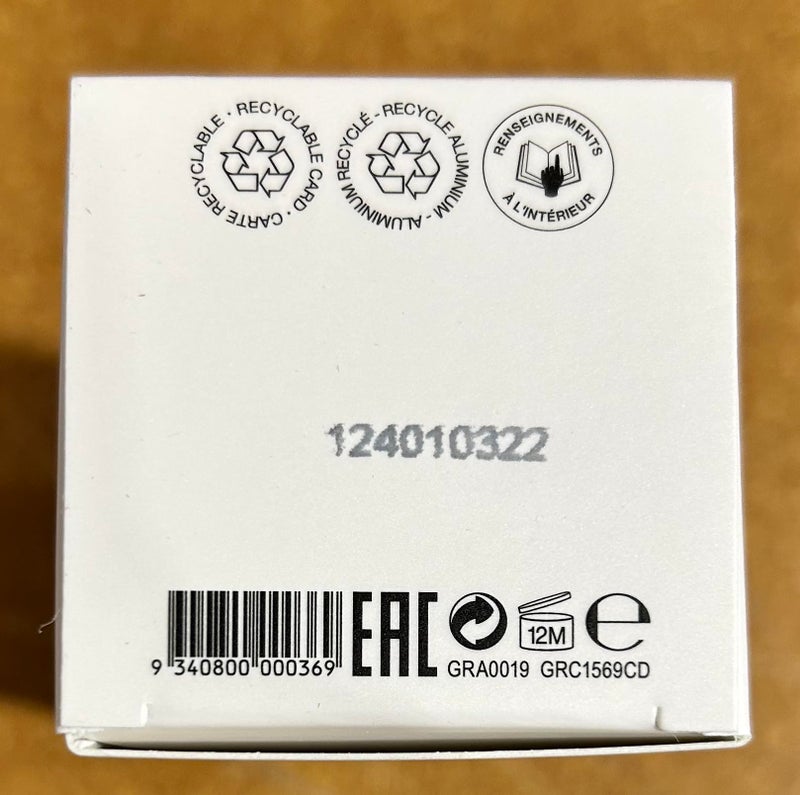 CARTE RECYCLABLE · RECYCLABLE CARD ·
ALUMINIUM RECYCLÉ - RECYCLE ALUMINIUM -
RENSEIGNEMENTS
À L'INTÉRIEUR
124010322
EAC
12M
e
9 340800 000369
GRA0019 GRC1569CD